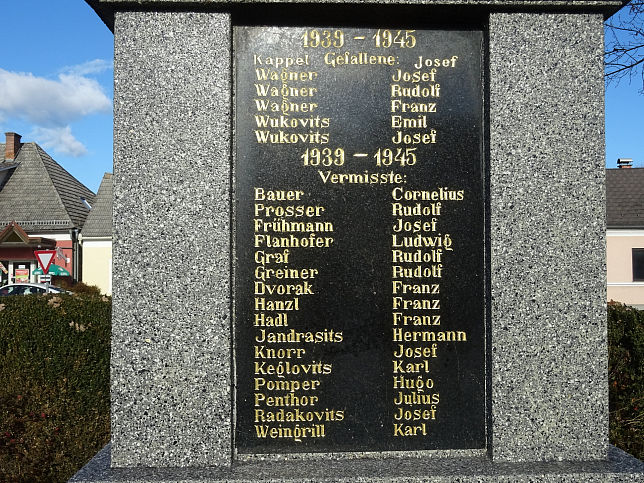 1939 – 1945
Kappel Gefallene: Josef
Wagner Josef
Wagner Rudolf
Wagner Franz
Wukovits Emil
Wukovits Josef
1939 – 1945
Vermisste:
Bauer Cornelius
Prosser Rudolf
Frühmann Josef
Flanhofer Ludwig
Graf Rudolf
Greiner Rudolf
Dvorak Franz
Hanzl Franz
Hadl Franz
Jandrasits Hermann
Knorr Josef
Keglovits Karl
Pomper Hugo
Penthor Julius
Radakovits Josef
Weingrill Karl